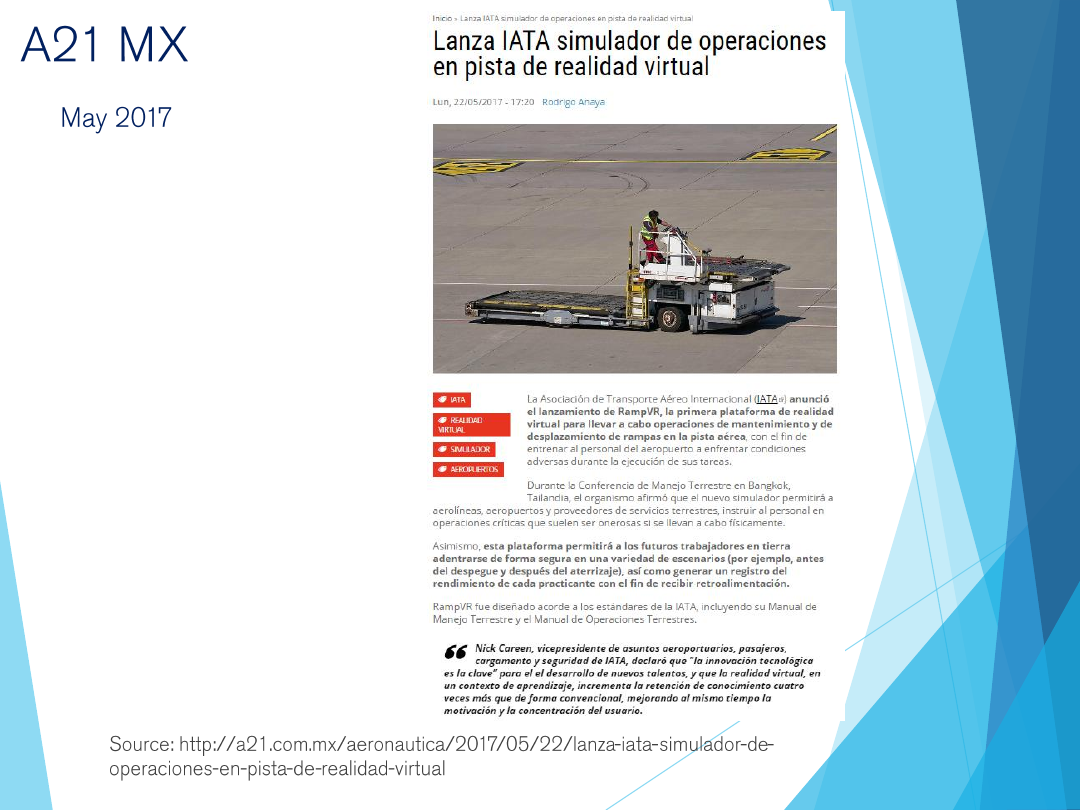 A21 MX
May 2017
Inicio » Lanza IATA simulador de operaciones en pista de realidad virtual
Lanza IATA simulador de operaciones
en pista de realidad virtual
Lun, 22/05/2017 - 17:20 Rodrigo Anaya
IATA
REALIDAD
VIRTUAL
SIMULADOR
AEROPUERTOS
La Asociación de Transporte Aéreo Internacional (IATA) anunció
el lanzamiento de RampVR, la primera plataforma de realidad
virtual para llevar a cabo operaciones de mantenimiento y de
desplazamiento de rampas en la pista aérea, con el fin de
entrenar al personal del aeropuerto a enfrentar condiciones
adversas durante la ejecución de sus tareas.
Durante la Conferencia de Manejo Terrestre en Bangkok,
Tailandia, el organismo afirmó que el nuevo simulador permitirá a
aerolíneas, aeropuertos y proveedores de servicios terrestres, instruir al personal en
operaciones críticas que suelen ser onerosas si se llevan a cabo físicamente.
Asimismo, esta plataforma permitirá a los futuros trabajadores en tierra
adentrarse de forma segura en una variedad de escenarios (por ejemplo, antes
del despegue y después del aterrizaje), así como generar un registro del
rendimiento de cada practicante con el fin de recibir retroalimentación.
RampVR fue diseñado acorde a los estándares de la IATA, incluyendo su Manual de
Manejo Terrestre y el Manual de Operaciones Terrestres.
“ Nick Careen, vicepresidente de asuntos aeroportuarios, pasajeros,
cargamento y seguridad de IATA, declaró que "la innovación tecnológica
es la clave" para el el desarrollo de nuevos talentos, y que la realidad virtual, en
un contexto de aprendizaje, incrementa la retención de conocimiento cuatro
veces más que de forma convencional, mejorando al mismo tiempo la
motivación y la concentración del usuario.
Source: http://a21.com.mx/aeronautica/2017/05/22/lanza-iata-simulador-de-
operaciones-en-pista-de-realidad-virtual